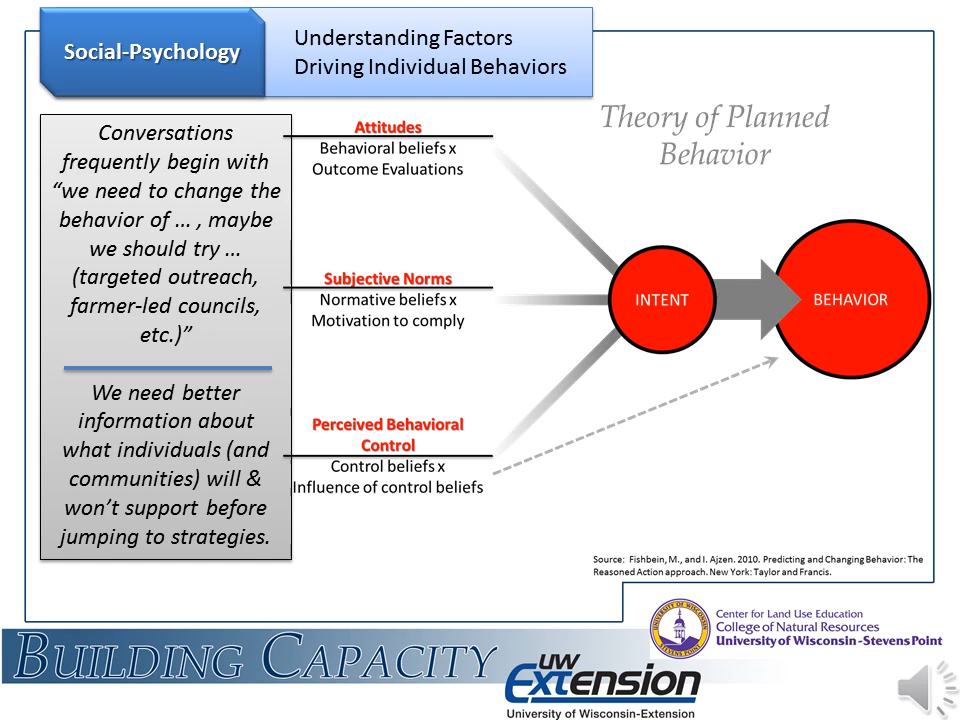 Social-Psychology
Understanding Factors
Driving Individual Behaviors
Conversations
frequently begin with
“we need to change the
behavior of … , maybe
we should try …
(targeted outreach,
farmer-led councils,
etc.)”
We need better
information about
what individuals (and
communities) will &
won’t support before
jumping to strategies.
Attitudes
Behavioral beliefs x
Outcome Evaluations
Subjective Norms
Normative beliefs x
Motivation to comply
Perceived Behavioral
Control
Control beliefs x
Influence of control beliefs
Theory of Planned
Behavior
INTENT
BEHAVIOR
Source: Fishbein, M., and I. Ajzen. 2010. Predicting and Changing Behavior: The
Reasoned Action approach. New York: Taylor and Francis.
BUILDING CAPACITY
UW
Extension
University of Wisconsin-Extension
UNIVERSITY OF WISCONSIN
STEVENS POINT
Center for Land Use Education
College of Natural Resources
University of Wisconsin-Stevens Point